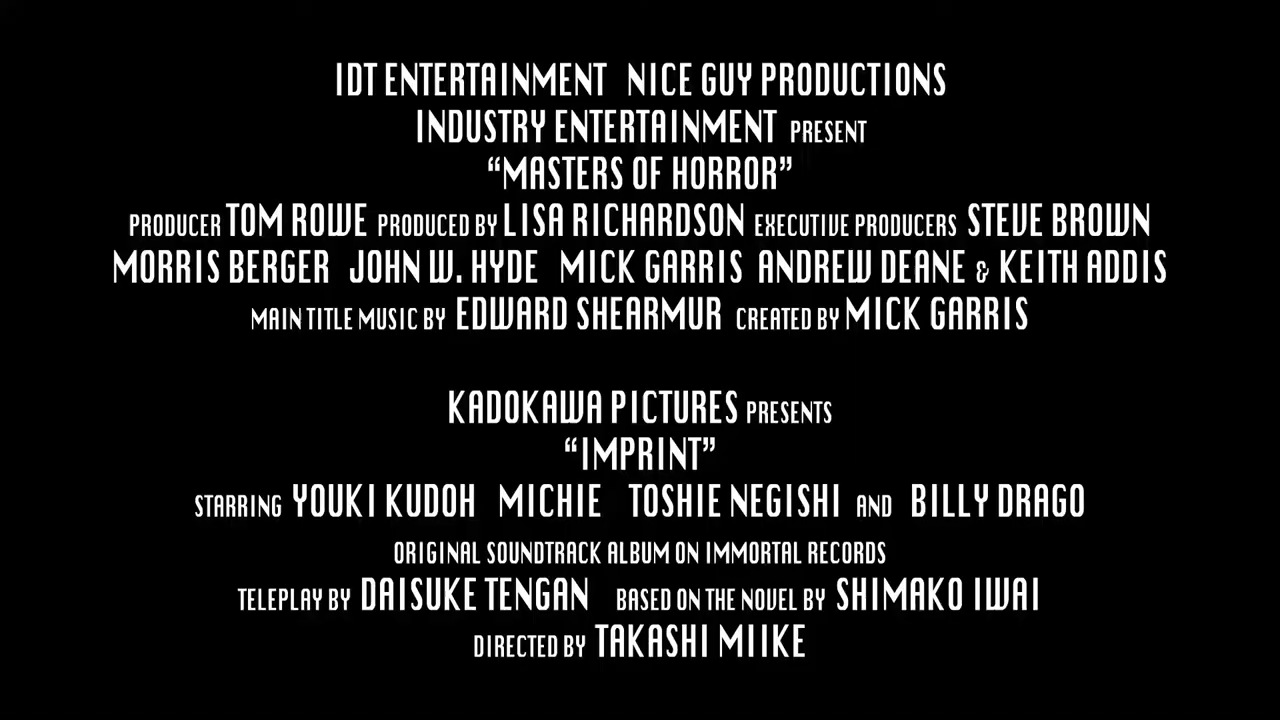 IDT ENTERTAINMENT NICE GUY PRODUCTIONS
INDUSTRY ENTERTAINMENT PRESENT
“MASTERS OF HORROR”
PRODUCER TOM ROWE PRODUCED BY LISA RICHARDSON EXECUTIVE PRODUCERS STEVE BROWN
MORRIS BERGER JOHN W. HYDE MICK GARRIS ANDREW DEANE & KEITH ADDIS
MAIN TITLE MUSIC BY EDWARD SHEARMUR CREATED BY MICK GARRIS
KADOKAWA PICTURES PRESENTS
“IMPRINT”
STARRING YOUKI KUDOH MICHIE TOSHIE NEGISHI AND BILLY DRAGO
ORIGINAL SOUNDTRACK ALBUM ON IMMORTAL RECORDS
TELEPLAY BY DAISUKE TENGAN BASED ON THE NOVEL BY SHIMAKO IWAI
DIRECTED BY TAKASHI MIIKE